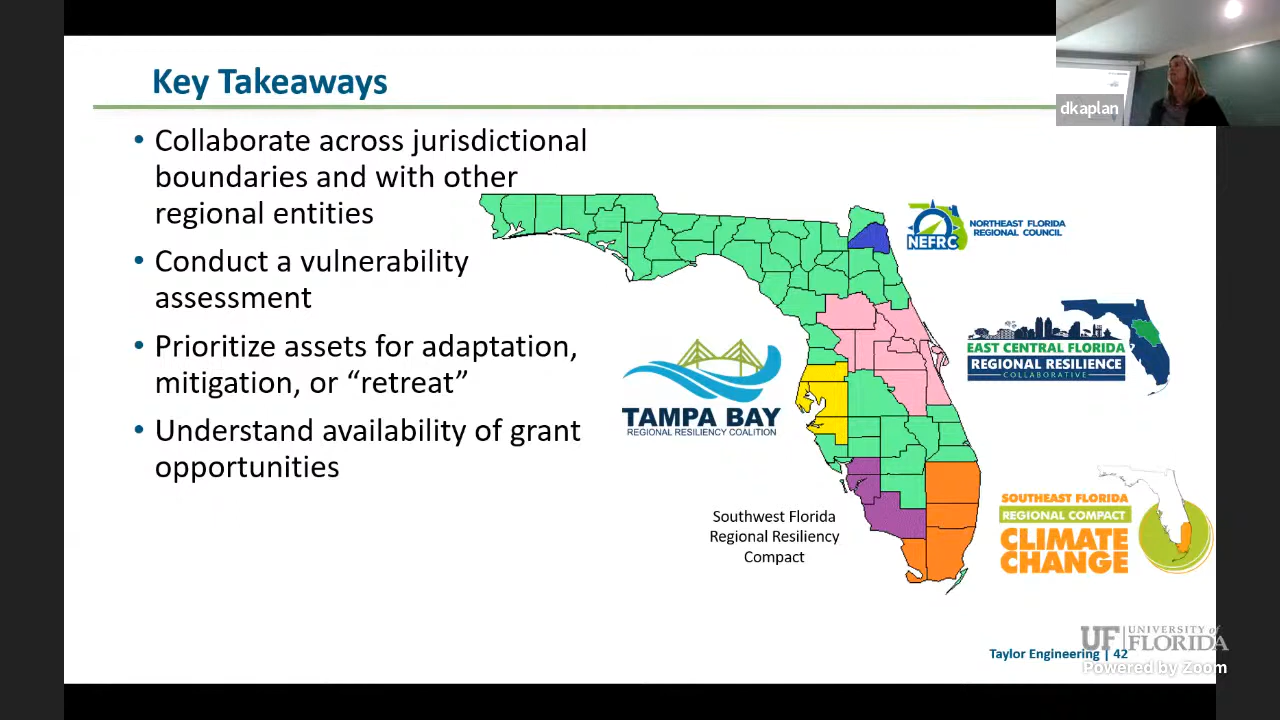 Key Takeaways
dkaplan
• Collaborate across jurisdictional
boundaries and with other
regional entities
• Conduct a vulnerability
assessment
• Prioritize assets for adaptation,
mitigation, or “retreat”
• Understand availability of grant
opportunities
NEFRC
NORTHEAST FLORIDA
REGIONAL COUNCIL
EAST CENTRAL FLORIDA
REGIONAL RESILIENCE
COLLABORATIVE
TAMPA BAY
REGIONAL RESILIENCY COALITION
Southwest Florida
Regional Resiliency
Compact
SOUTHEAST FLORIDA
REGIONAL COMPACT
CLIMATE
CHANGE
Taylor Engineering | 42
UF UNIVERSITY of
FLORIDA
Powered by Zoom